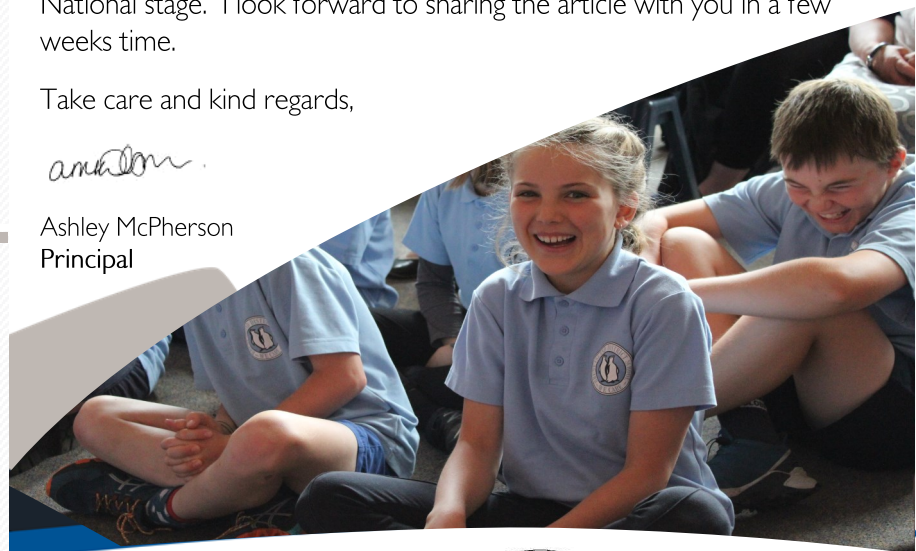 National stage. I look forward to sharing the article with you in a few
weeks time.
Take care and kind regards,
Ashley McPherson
Principal